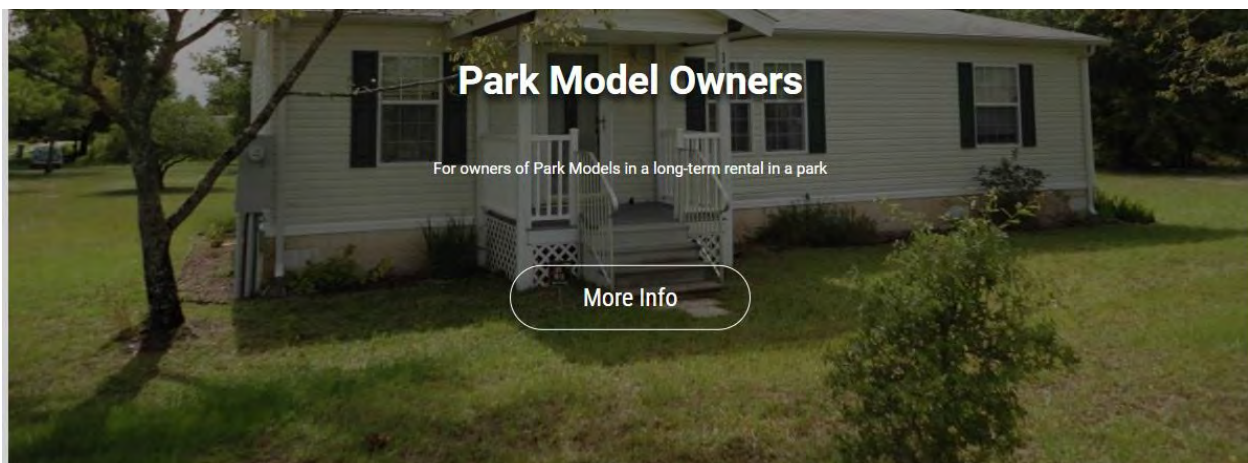 Park Model Owners
For owners of Park Models in a long-term rental in a park
More Info